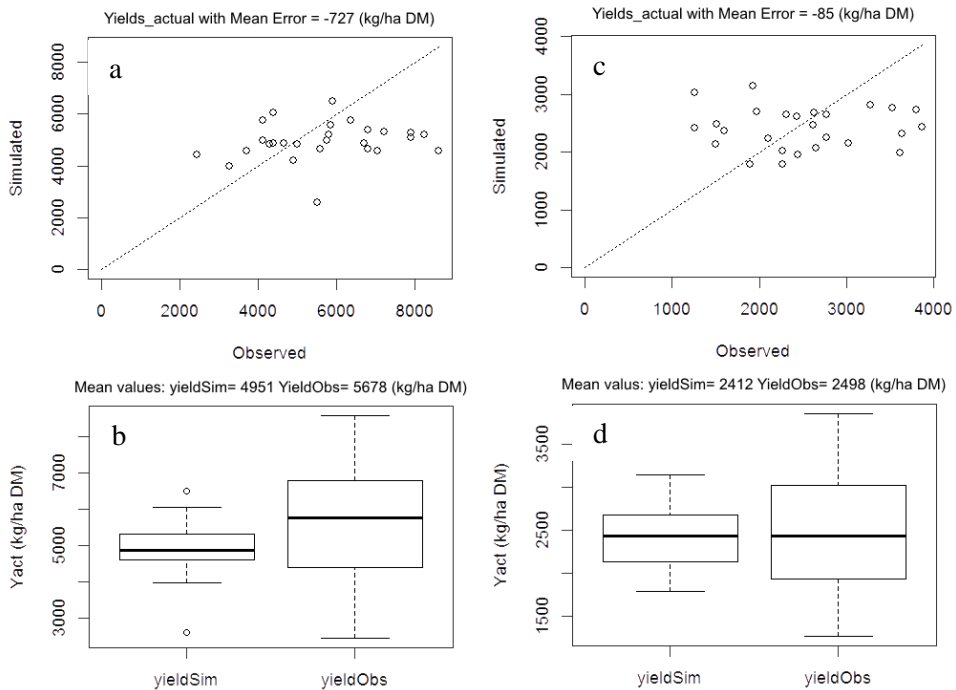 Yields_actual with Mean Error = -727 (kg/ha DM)
a
8000
6000
4000
2000
0
Simulated
0 2000 4000 6000 8000
Observed
Yields_actual with Mean Error = -85 (kg/ha DM)
c
4000
3000
2000
1000
0
Simulated
0 1000 2000 3000 4000
Observed
Mean values: yieldSim= 4951 YieldObs= 5678 (kg/ha DM)
b
7000
5000
3000
Yact (kg/ha DM)
yieldSim yieldObs
Mean valus: yieldSim= 2412 YieldObs= 2498 (kg/ha DM)
d
3500
2500
1500
Yact (kg/ha DM)
yieldSim yieldObs